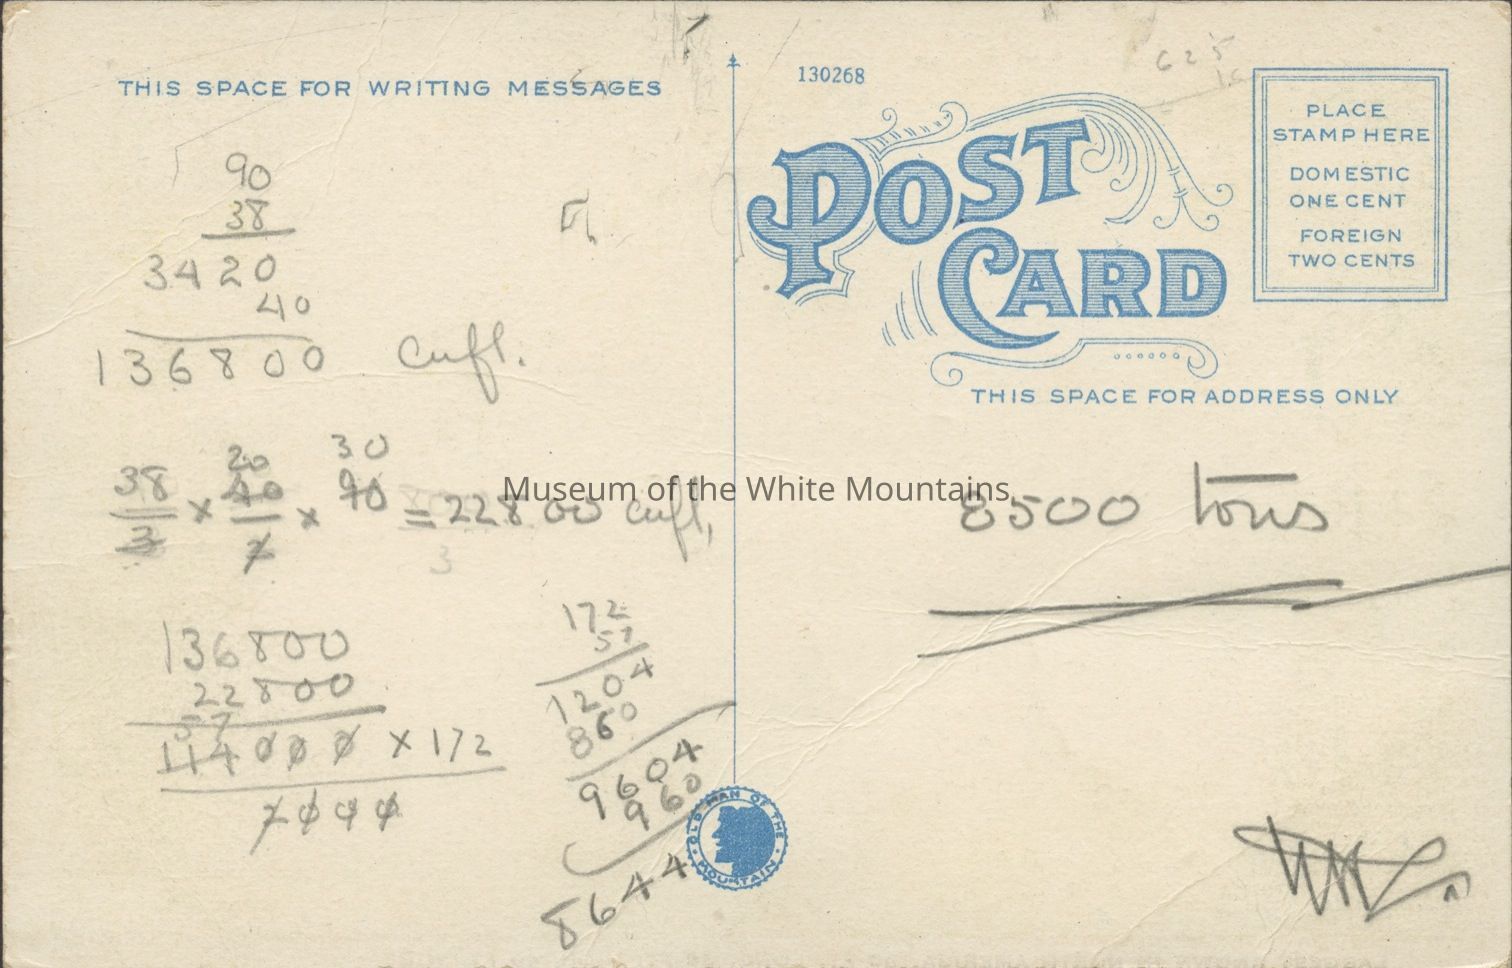 THIS SPACE FOR WRITING MESSAGES
90
38
3420
40
136800 cuft.
20 30
38 × 40 × 90 = 22800 cuft,
3 2
3
136800
22800
57
114000 × 172
2000
172
57
1204
860
9604
960
8644
Museum of the White Mountains
OLD MAN OF THE MOUNTAIN
130268
625
POST
CARD
PLACE
STAMP HERE
DOMESTIC
ONE CENT
FOREIGN
TWO CENTS
THIS SPACE FOR ADDRESS ONLY
8500 tons